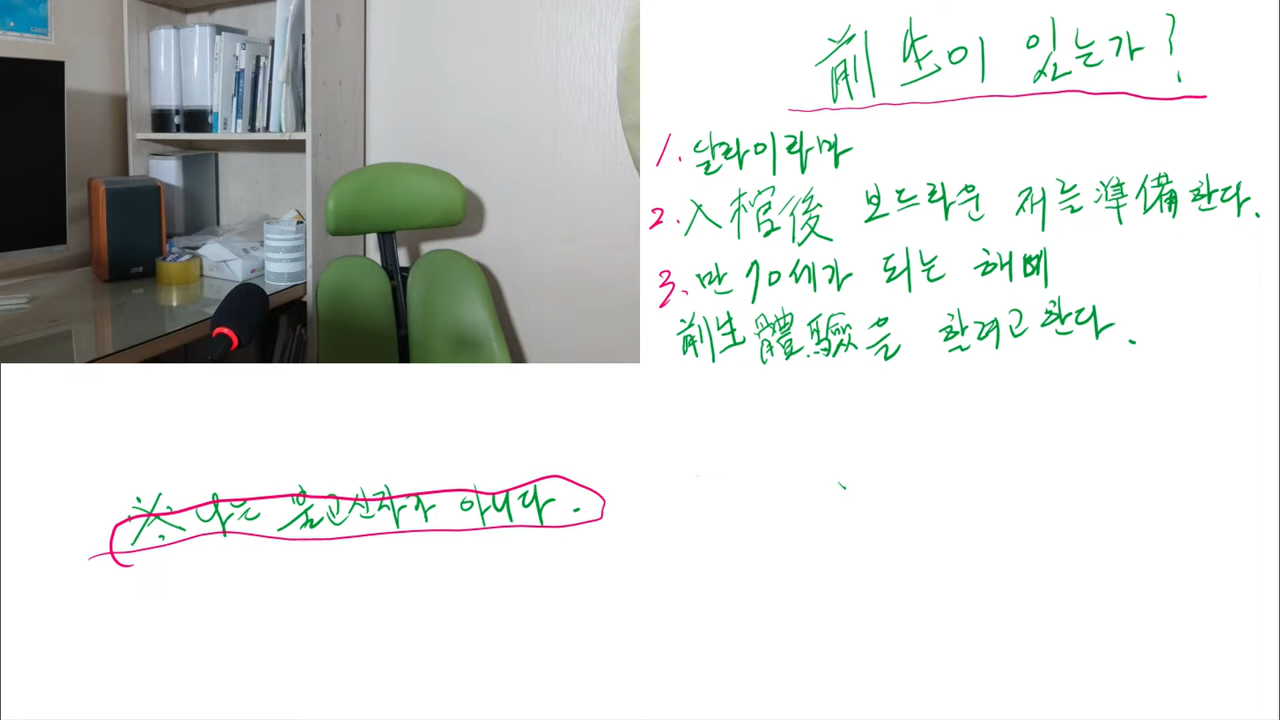 前生이 있는가?
1. 달라이라마
2. 入棺後 보드라운 재를 準備한다.
3. 만 70세가 되는 해에
前生體驗을 할려고 한다.
※ 나는 불교신자가 아니다.